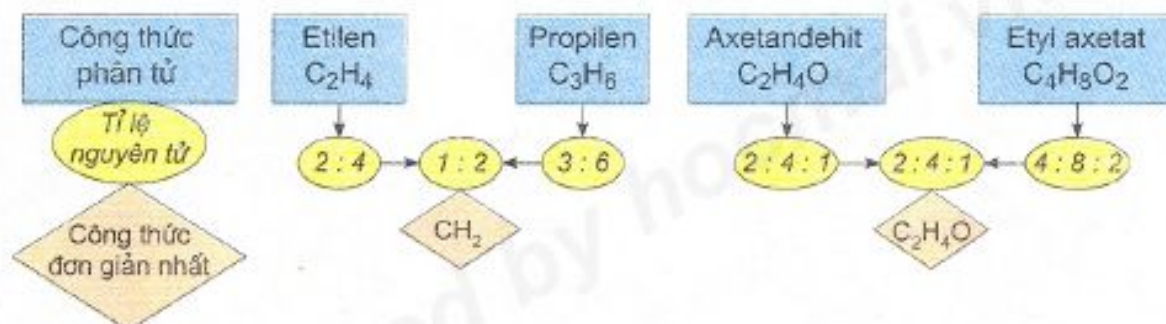 Công thức
phân tử
Tỉ lệ
nguyên tử
Công thức
đơn giản nhất
Etilen
C₂H₄
Propilen
C₃H₆
2 : 4
1 : 2
3 : 6
CH₂
Axetandehit
C₂H₄O
Etyl axetat
C₄H₈O₂
2 : 4 : 1
2 : 4 : 1
4 : 8 : 2
C₂H₄O